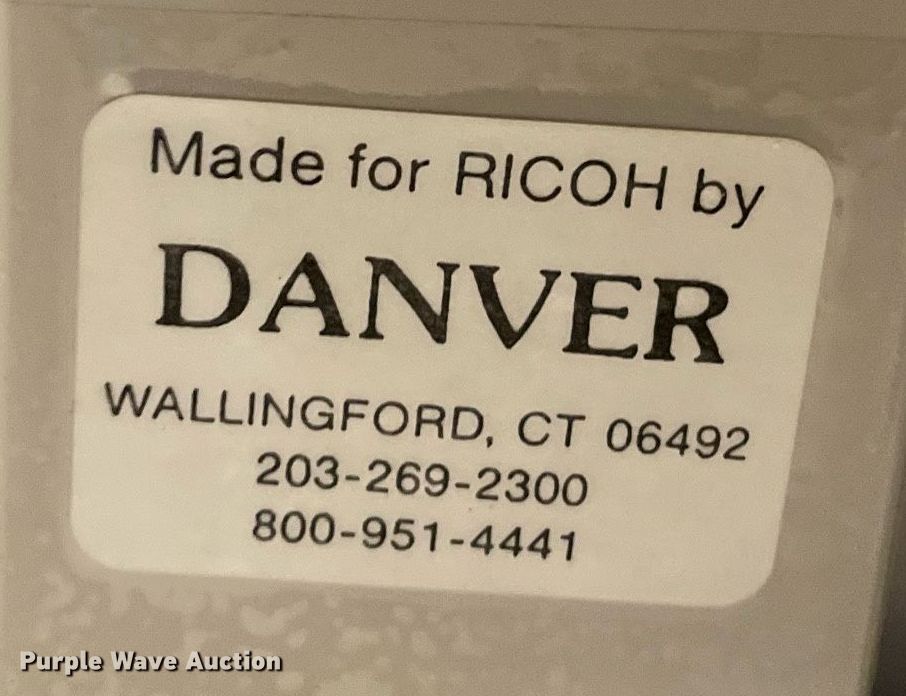 Made for RICOH by
DANVER
WALLINGFORD, CT 06492
203-269-2300
800-951-4441
Purple Wave Auction